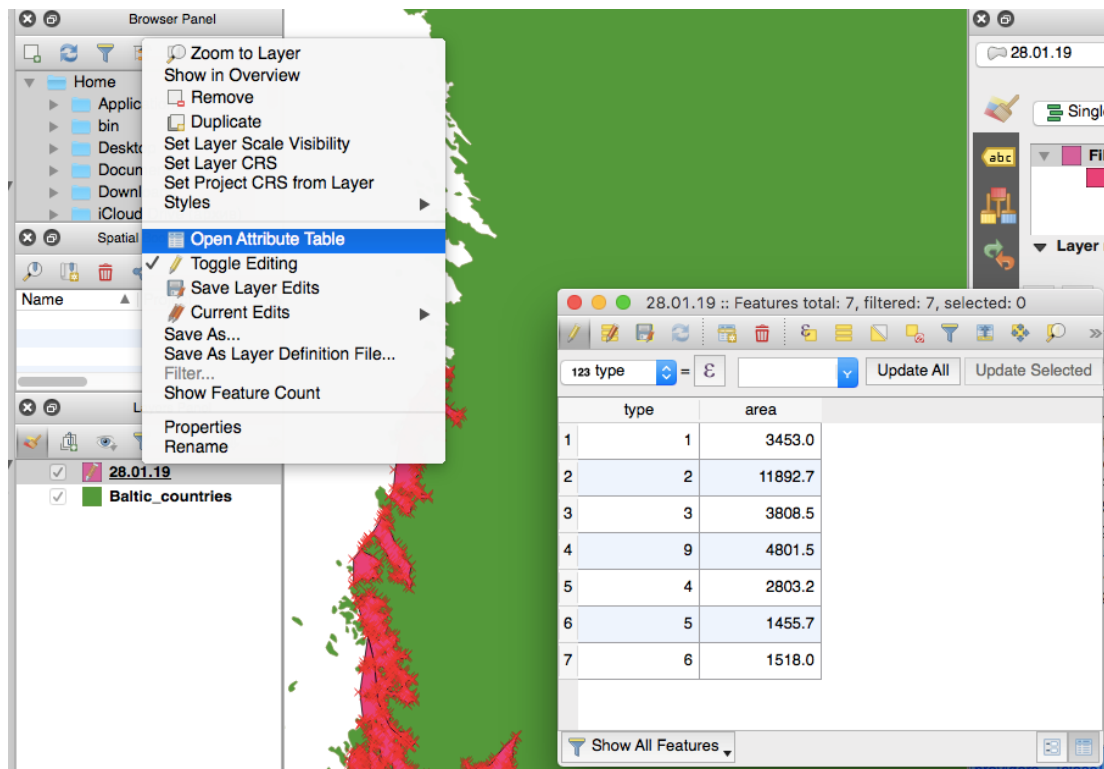 Browser Panel
Home
Applic
bin
Deskt
Docun
Downl
iCloud
Spatial
Name
28.01.19
Baltic_countries
Zoom to Layer
Show in Overview
Remove
Duplicate
Set Layer Scale Visibility
Set Layer CRS
Set Project CRS from Layer
Styles
Open Attribute Table
Toggle Editing
Save Layer Edits
Current Edits
Save As...
Save As Layer Definition File...
Filter...
Show Feature Count
Properties
Rename
28.01.19
Single
abc
Layer
28.01.19 :: Features total: 7, filtered: 7, selected: 0
123 type = ε Update All Update Selected
type area
1 1 3453.0
2 2 11892.7
3 3 3808.5
4 9 4801.5
5 4 2803.2
6 5 1455.7
7 6 1518.0
Show All Features